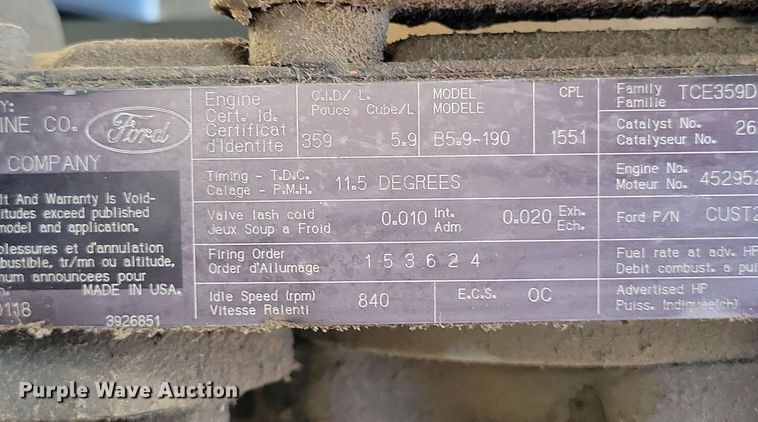 Y:
INE CO.
Ford
COMPANY
lt And Warranty Is Void-
titudes exceed published
model and application.
plessures et d'annulation
mbustible, tr/mn ou altitude,
mum announcees pour
n.
MADE IN USA.
0118
3926851
Engine
Cert. Id.
Certificat
d'Identite
C.I.D/ L.
Pouce Cube/L
359 5.9
MODEL
MODELE
B5.9-190
CPL
1551
Family
Famille
TCE359D
Catalyst No.
Catalyseur No.
26
Timing - T.D.C.
Calage - P.M.H.
11.5 DEGREES
Engine No.
Moteur No.
452952
Valve lash cold
Jeux Soup a Froid
0.010 Int.
Adm
0.020 Exh.
Ech.
Ford P/N CUST2
Firing Order
Order d'Allumage
1 5 3 6 2 4
Fuel rate at adv. HP
Debit combust. a pui
Idle Speed (rpm)
Vitesse Ralenti
840
E.C.S. OC
Advertised HP
Puiss. Indiquee(ch)
Purple Wave Auction